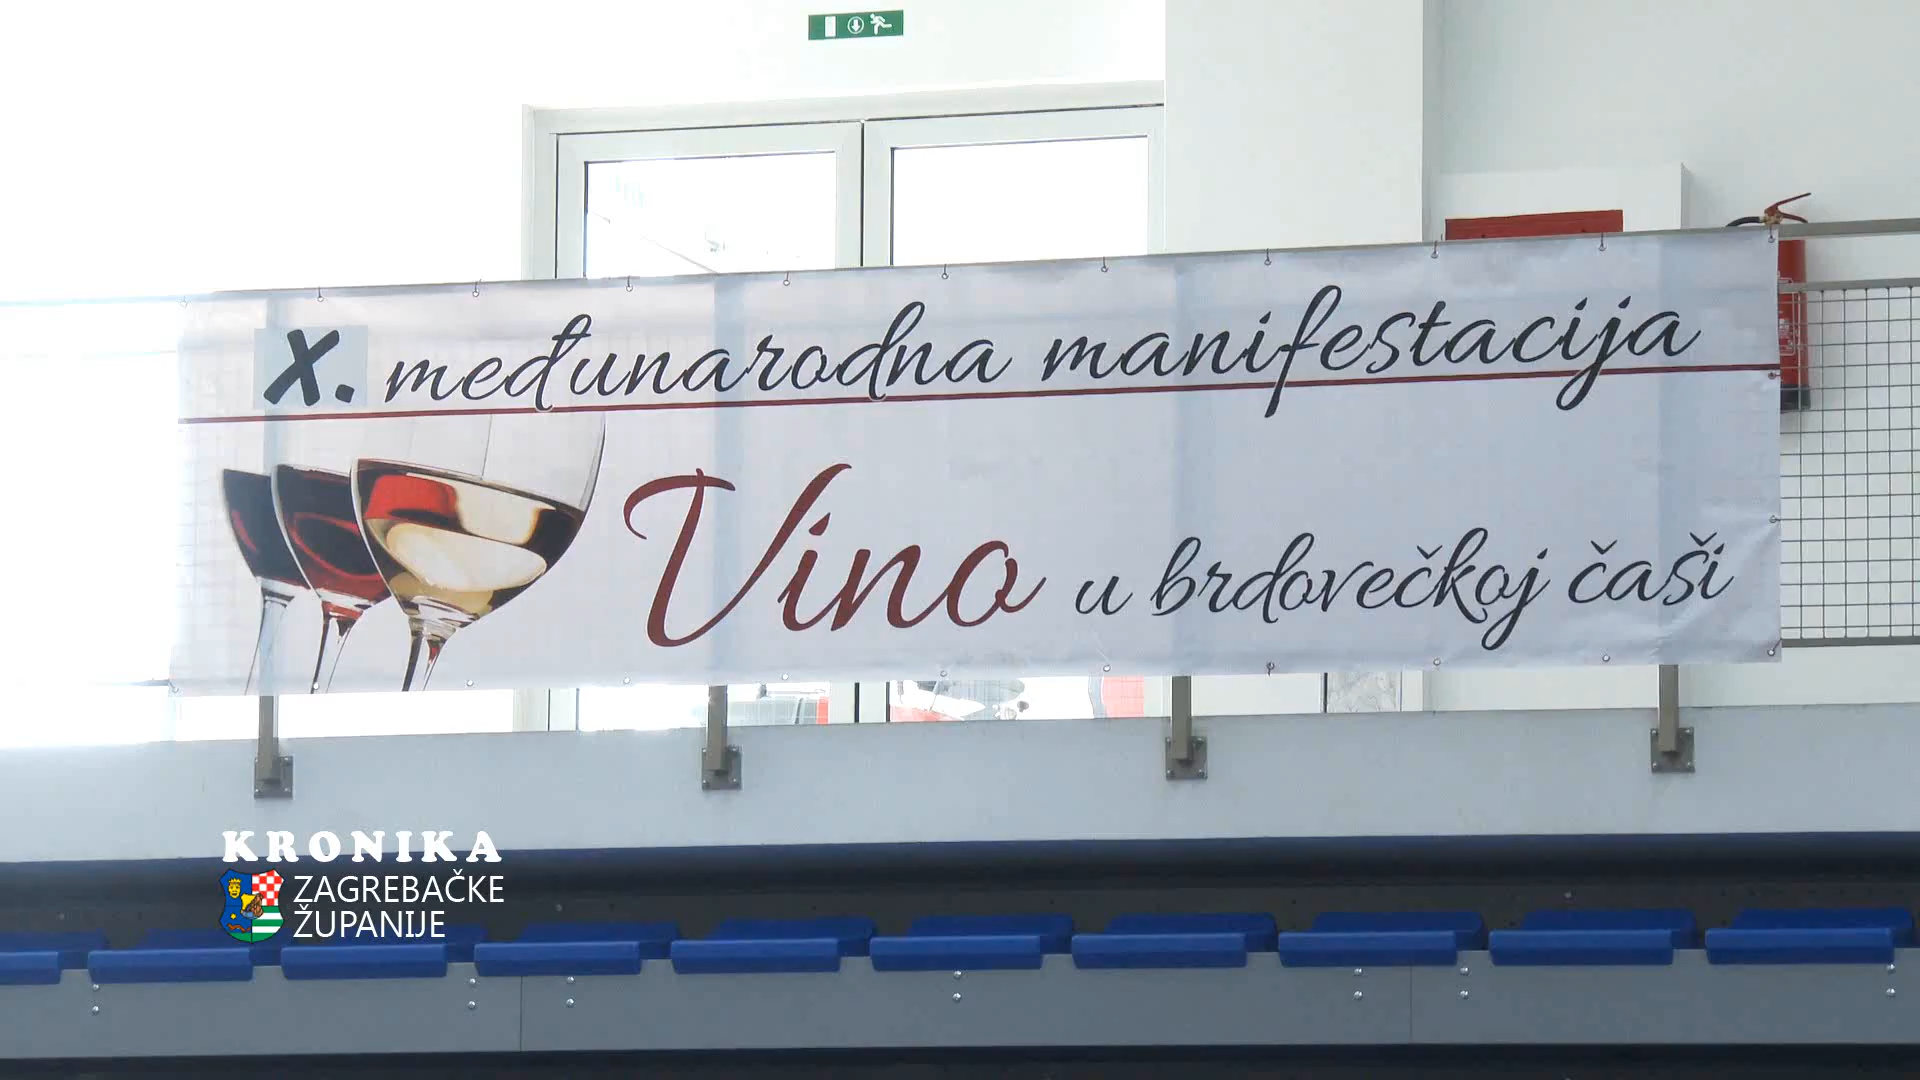 X. međunarodna manifestacija
Vino u brdovečkoj čaši
KRONIKA
ZAGREBAČKE
ŽUPANIJE